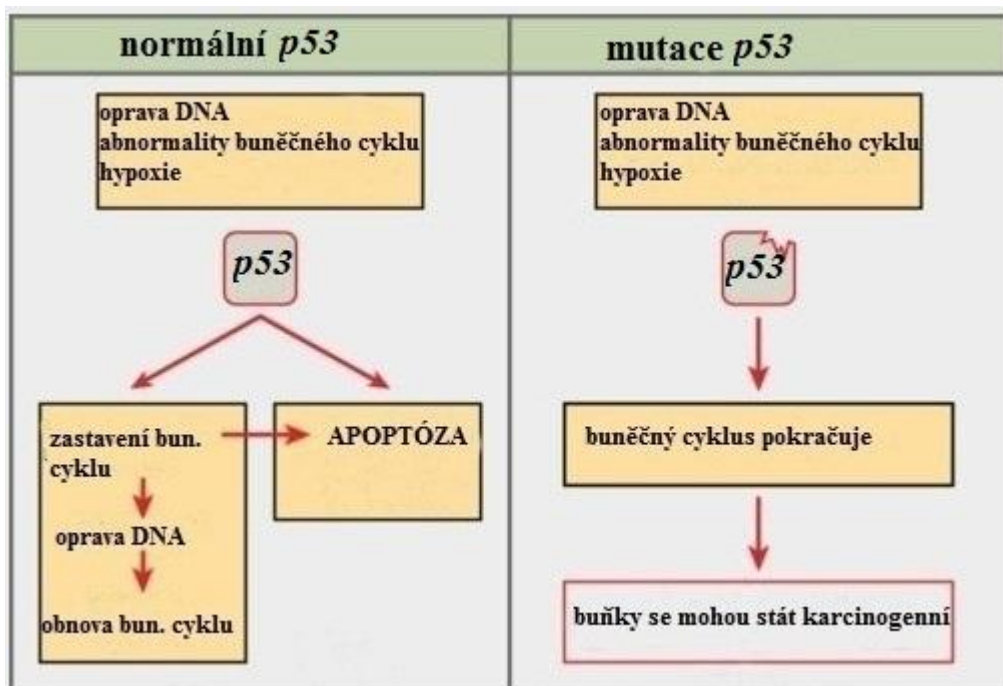 normální p53
oprava DNA
abnormality buněčného cyklu
hypoxie
p53
zastavení bun.
cyklu
APOPTÓZA
oprava DNA
obnova bun. cyklu
mutace p53
oprava DNA
abnormality buněčného cyklu
hypoxie
p53
buněčný cyklus pokračuje
buňky se mohou stát karcinogenní